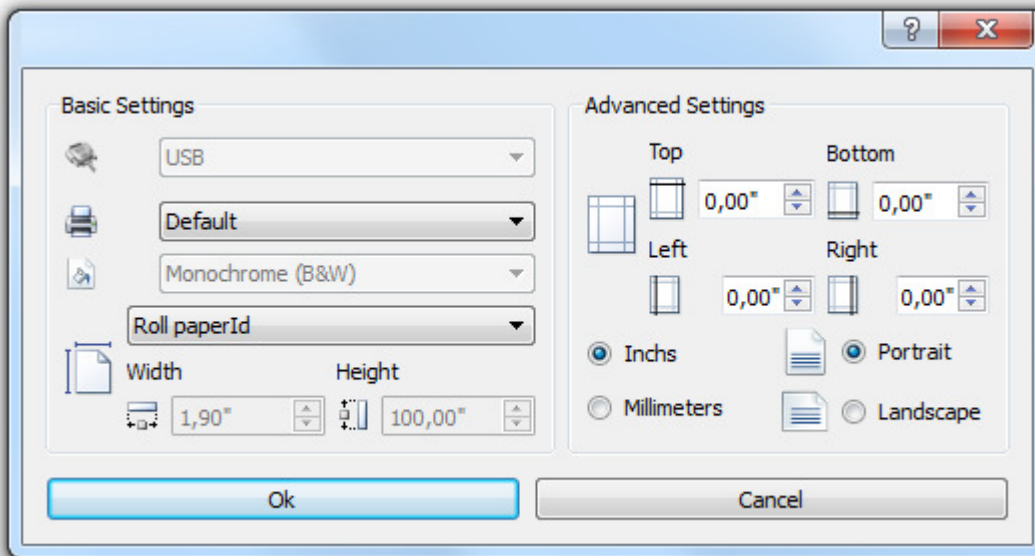 ?
X
Basic Settings
USB
Default
Monochrome (B&W)
Roll paperId
Width
Height
1,90"
100,00"
Advanced Settings
Top
Bottom
0,00"
0,00"
Left
Right
0,00"
0,00"
Inchs
Portrait
Millimeters
Landscape
Ok
Cancel